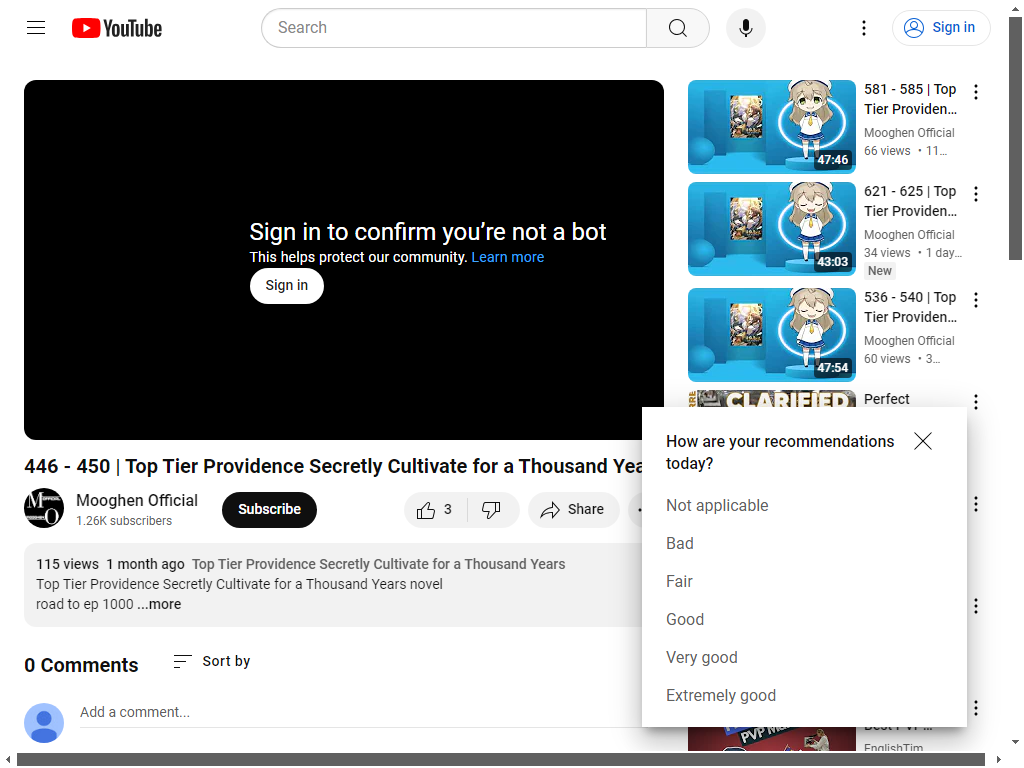 YouTube
Search
Sign in
Sign in to confirm you're not a bot
This helps protect our community. Learn more
Sign in
446 - 450 | Top Tier Providence Secretly Cultivate for a Thousand Yea
Mooghen Official
1.26K subscribers
Subscribe
3
Share
115 views 1 month ago Top Tier Providence Secretly Cultivate for a Thousand Years
Top Tier Providence Secretly Cultivate for a Thousand Years novel
road to ep 1000 ...more
0 Comments
Sort by
Add a comment...
47:46
581 - 585 | Top
Tier Providen...
Mooghen Official
66 views • 11...
43:03
621 - 625 | Top
Tier Providen...
Mooghen Official
34 views • 1 day...
New
47:54
536 - 540 | Top
Tier Providen...
Mooghen Official
60 views • 3...
CLARIFIED
Perfect
How are your recommendations
today?
Not applicable
Bad
Fair
Good
Very good
Extremely good
PVP
EnglishTim